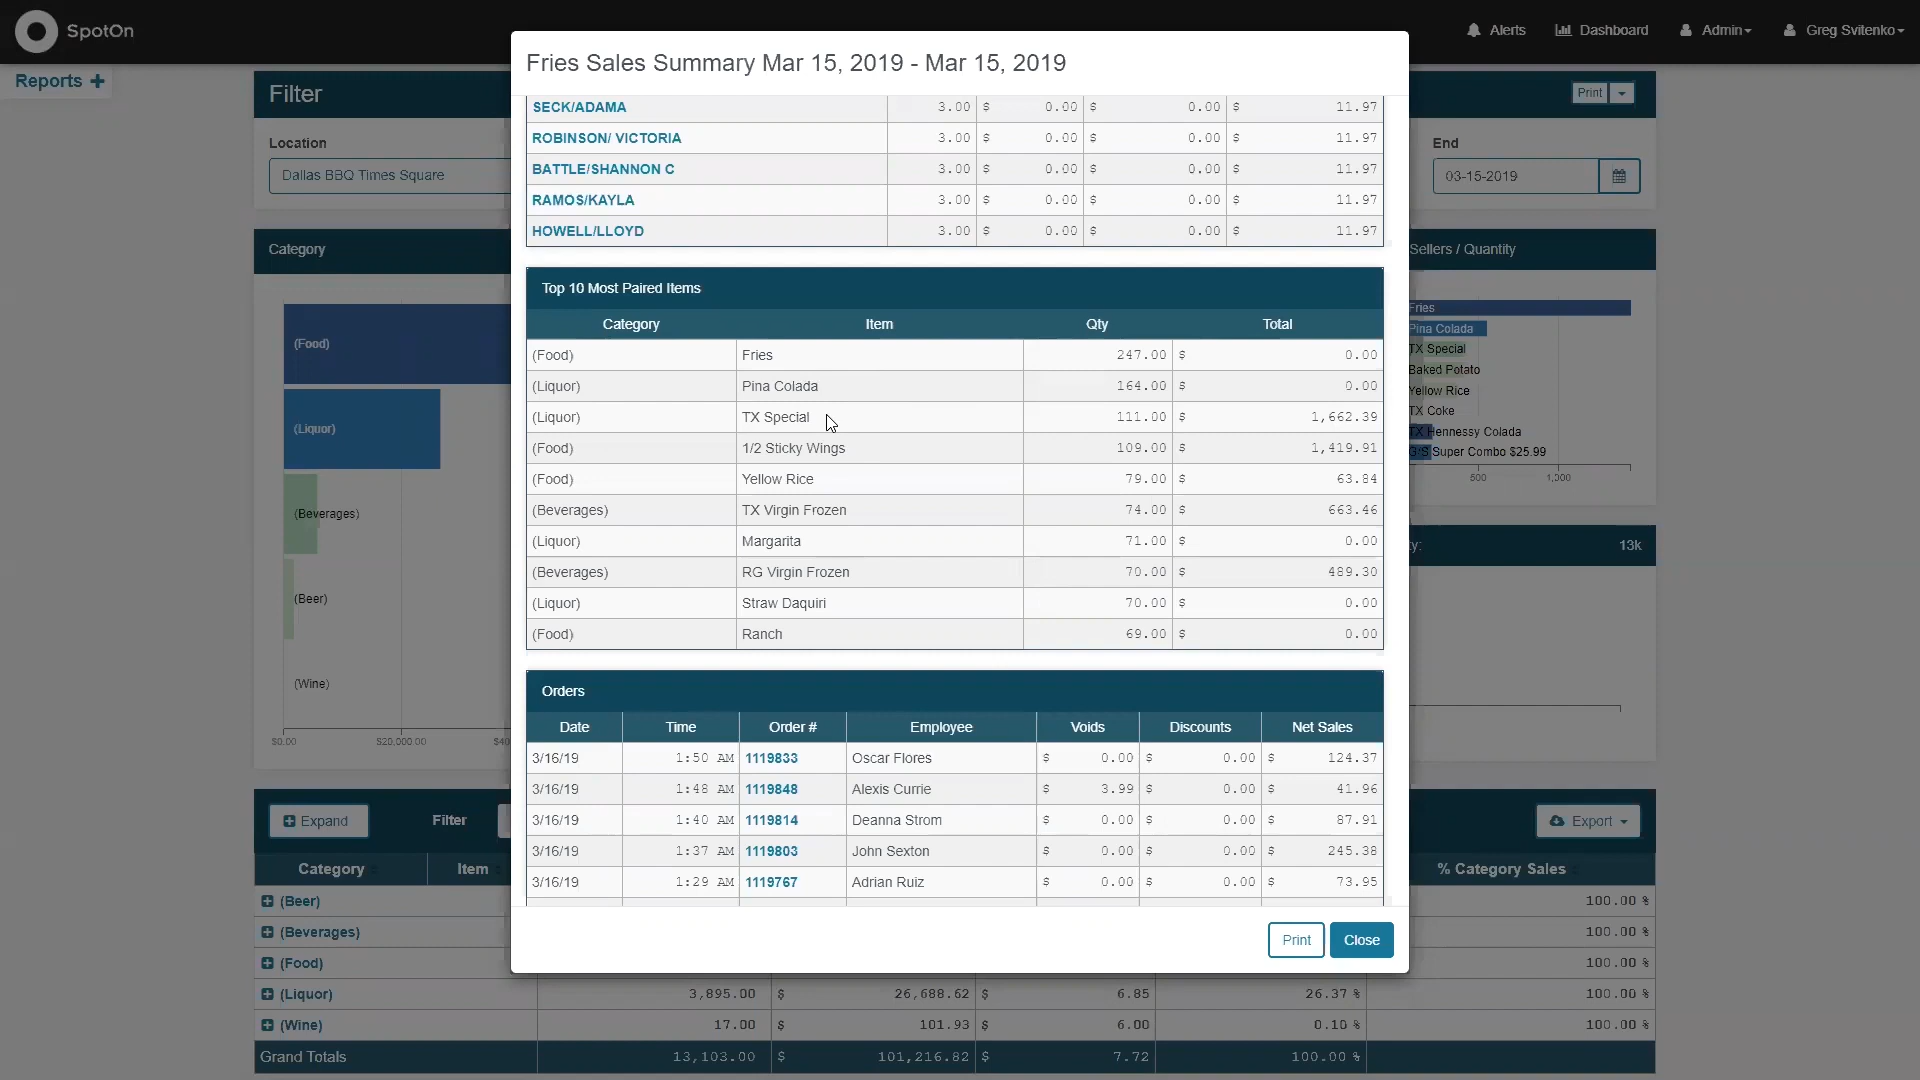 SpotOn
Alerts
Dashboard
Admin
Greg Svitenko
Reports
Filter
Print
Location
End
Dallas BBQ Times Square
03-15-2019
Category
Sellers / Quantity
(Food)
(Liquor)
(Beverages)
(Beer)
(Wine)
$0.00 $20,000.00
Fries
Pina Colada
TX Special
Baked Potato
Yellow Rice
TX Coke
TX Hennessy Colada
Super Combo $25.99
500 1,000
13k
Fries Sales Summary Mar 15, 2019 - Mar 15, 2019
SECK/ADAMA 3.00 $ 0.00 $ 0.00 $ 11.97
ROBINSON/ VICTORIA 3.00 $ 0.00 $ 0.00 $ 11.97
BATTLE/SHANNON C 3.00 $ 0.00 $ 0.00 $ 11.97
RAMOS/KAYLA 3.00 $ 0.00 $ 0.00 $ 11.97
HOWELL/LLOYD 3.00 $ 0.00 $ 0.00 $ 11.97
Top 10 Most Paired Items
Category Item Qty Total
(Food) Fries 247.00 $ 0.00
(Liquor) Pina Colada 164.00 $ 0.00
(Liquor) TX Special 111.00 $ 1,662.39
(Food) 1/2 Sticky Wings 109.00 $ 1,419.91
(Food) Yellow Rice 79.00 $ 63.84
(Beverages) TX Virgin Frozen 74.00 $ 663.46
(Liquor) Margarita 71.00 $ 0.00
(Beverages) RG Virgin Frozen 70.00 $ 489.30
(Liquor) Straw Daquiri 70.00 $ 0.00
(Food) Ranch 69.00 $ 0.00
Orders
Date Time Order # Employee Voids Discounts Net Sales
3/16/19 1:50 AM 1119833 Oscar Flores $ 0.00 $ 0.00 $ 124.37
3/16/19 1:48 AM 1119848 Alexis Currie $ 3.99 $ 0.00 $ 41.96
3/16/19 1:40 AM 1119814 Deanna Strom $ 0.00 $ 0.00 $ 87.91
3/16/19 1:37 AM 1119803 John Sexton $ 0.00 $ 0.00 $ 245.38
3/16/19 1:29 AM 1119767 Adrian Ruiz $ 0.00 $ 0.00 $ 73.95
Print Close
Expand Filter Export
Category Item % Category Sales
(Beer) 100.00 %
(Beverages) 100.00 %
(Food) 100.00 %
(Liquor) 3,895.00 $ 26,688.62 $ 6.85 26.37 % 100.00 %
(Wine) 17.00 $ 101.93 $ 6.00 0.10 % 100.00 %
Grand Totals 13,103.00 $ 101,216.82 $ 7.72 100.00 %